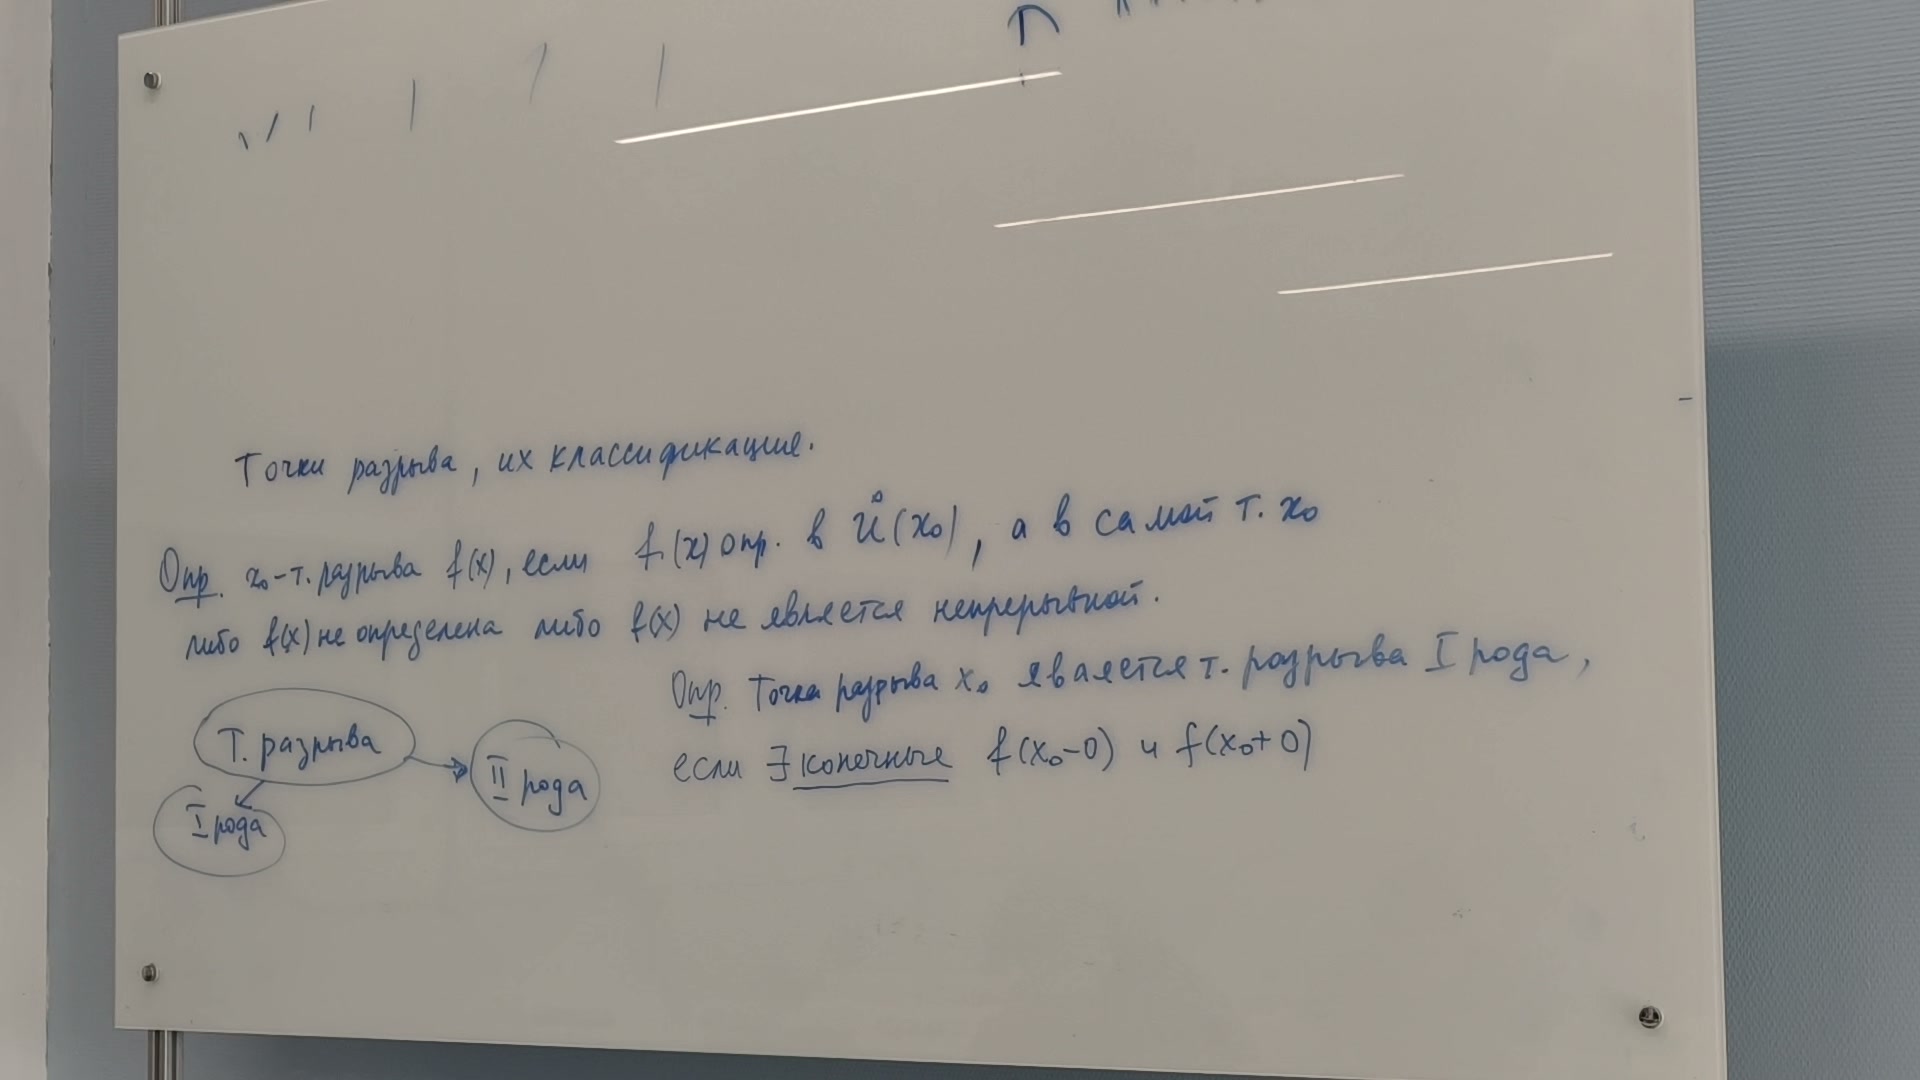 Точки разрыва, их классификация.
Опр. x₀-т. разрыва f(x), если f(x) опр. в Ů(x₀), а в самой т. x₀
либо f(x) не определена либо f(x) не является непрерывной.
Опр. Точка разрыва x₀ является т. разрыва I рода,
если ∃ конечные f(x₀-0) и f(x₀+0)
Т. разрыва
I рода
II рода